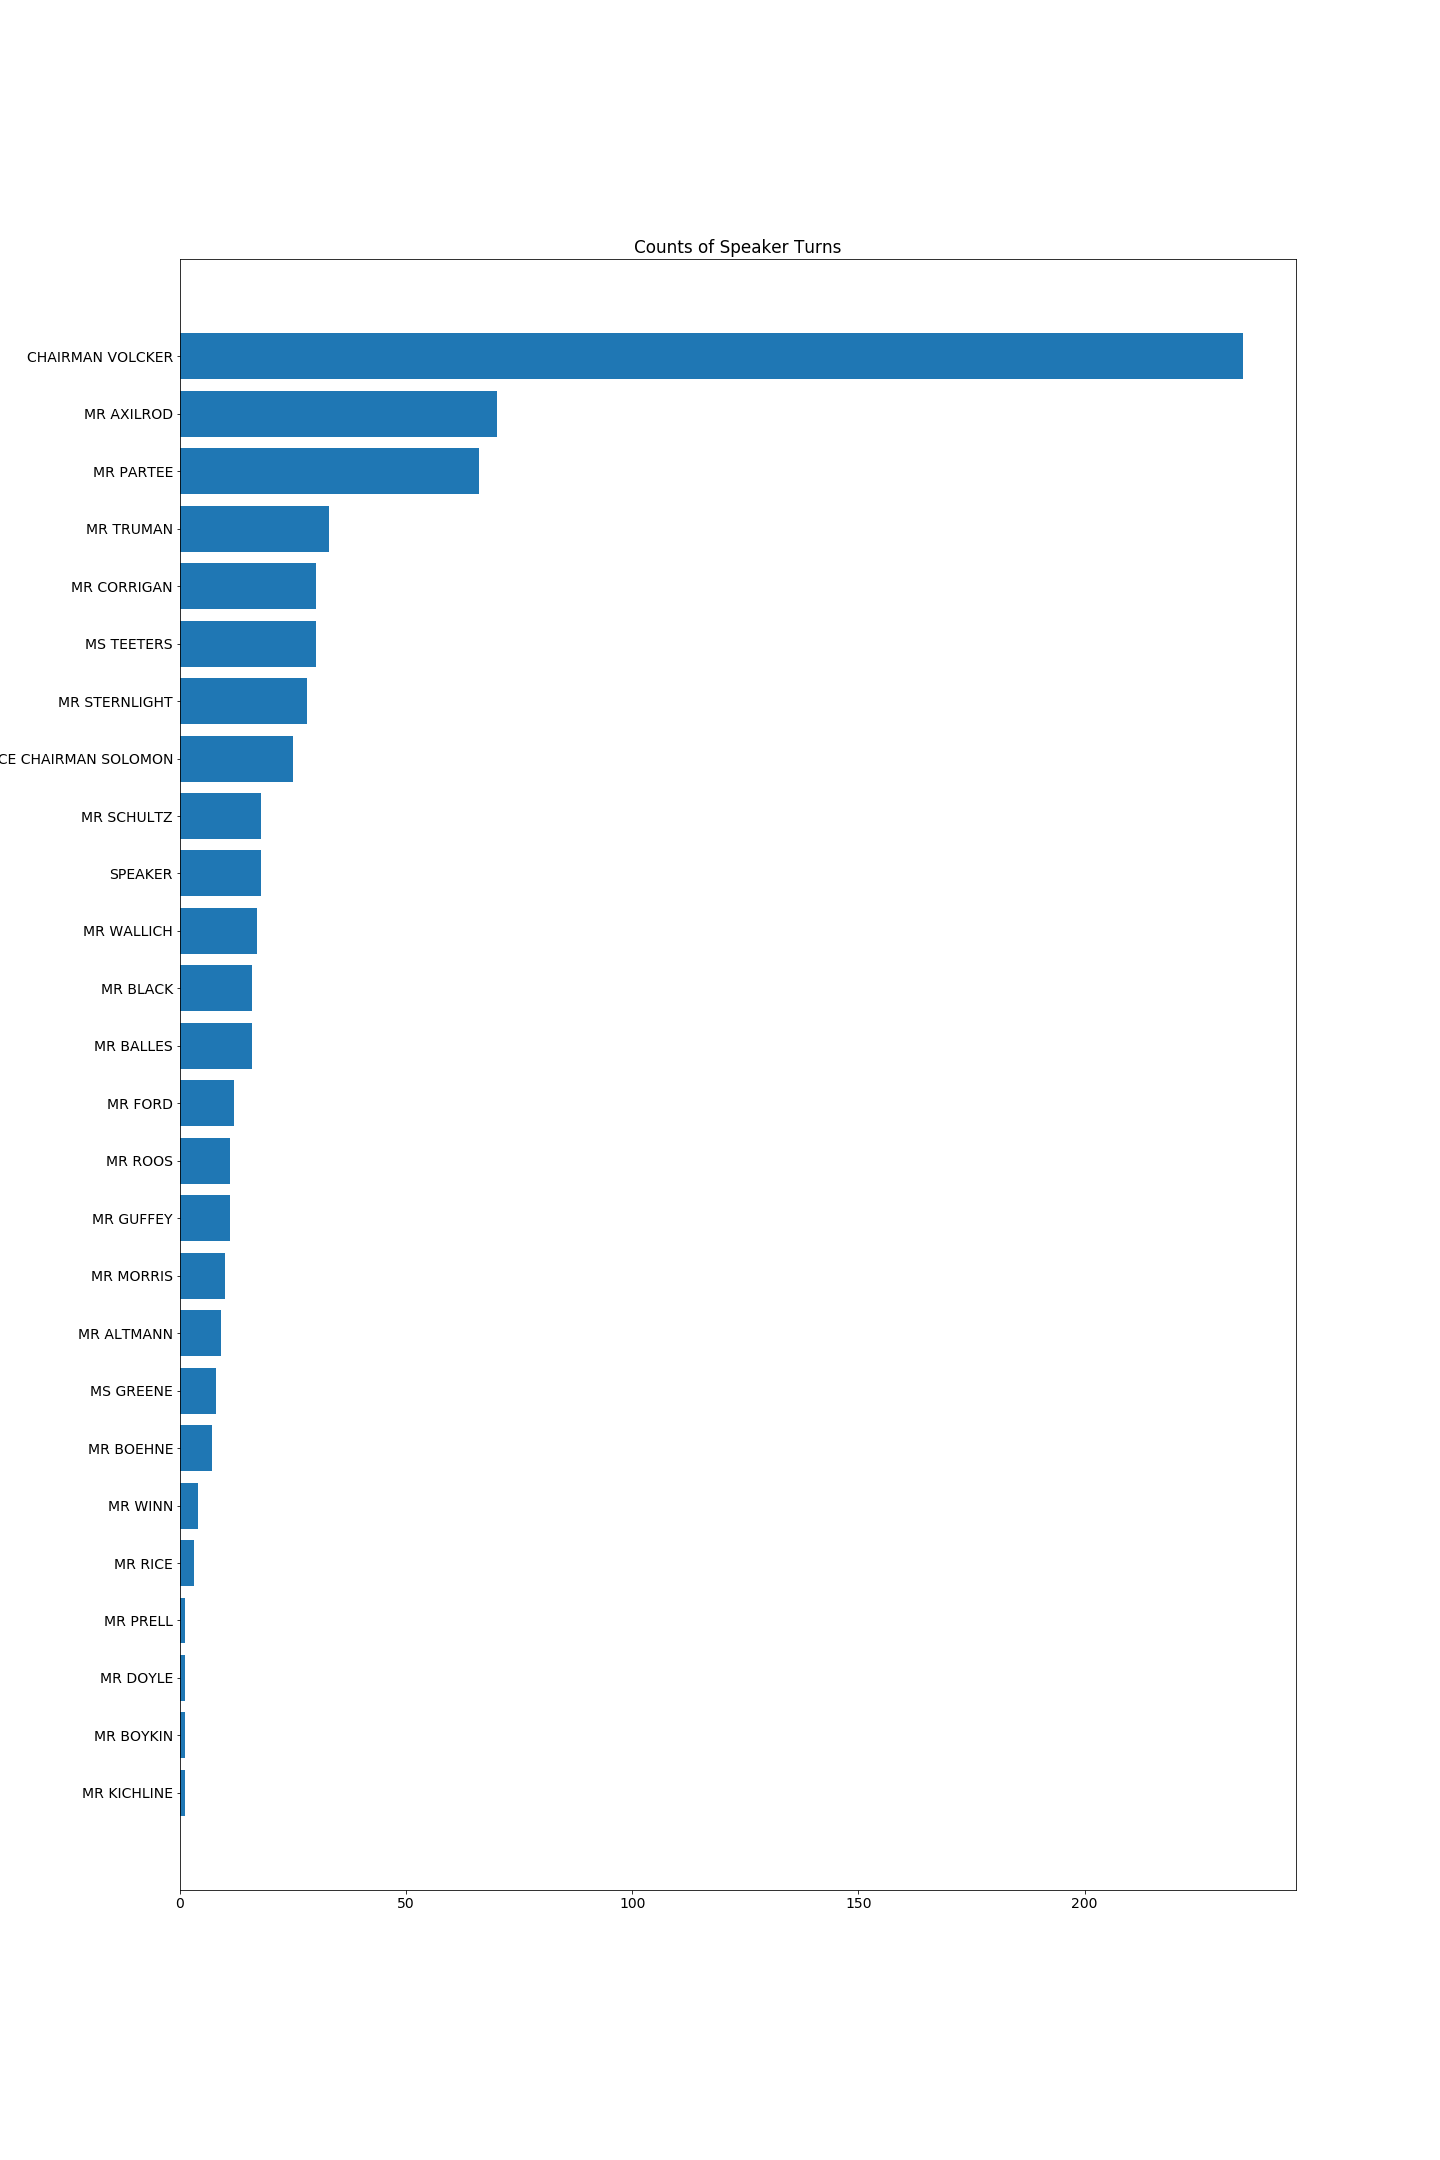 Counts of Speaker Turns
CHAIRMAN VOLCKER
MR AXILROD
MR PARTEE
MR TRUMAN
MR CORRIGAN
MS TEETERS
MR STERNLIGHT
CE CHAIRMAN SOLOMON
MR SCHULTZ
SPEAKER
MR WALLICH
MR BLACK
MR BALLES
MR FORD
MR ROOS
MR GUFFEY
MR MORRIS
MR ALTMANN
MS GREENE
MR BOEHNE
MR WINN
MR RICE
MR PRELL
MR DOYLE
MR BOYKIN
MR KICHLINE
0 50 100 150 200